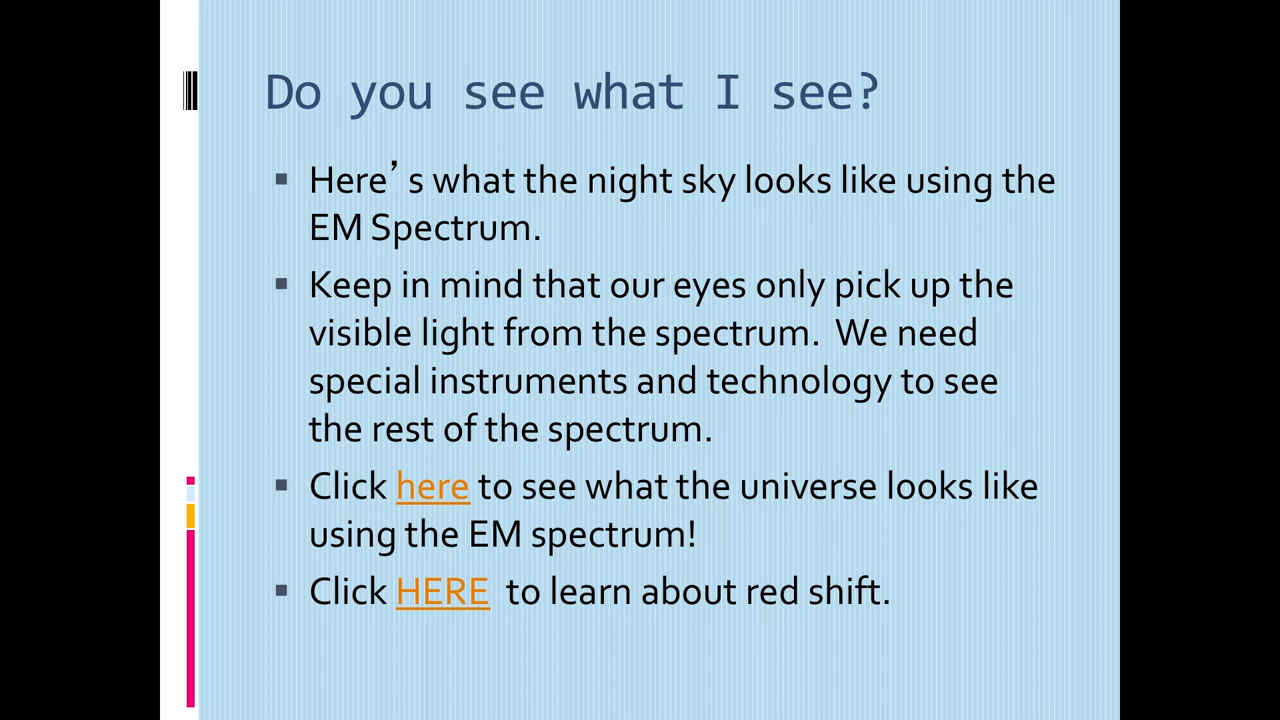 Do you see what I see?
Here’s what the night sky looks like using the
EM Spectrum.
Keep in mind that our eyes only pick up the
visible light from the spectrum.  We need
special instruments and technology to see
the rest of the spectrum.
Click here to see what the universe looks like
using the EM spectrum!
Click HERE  to learn about red shift.